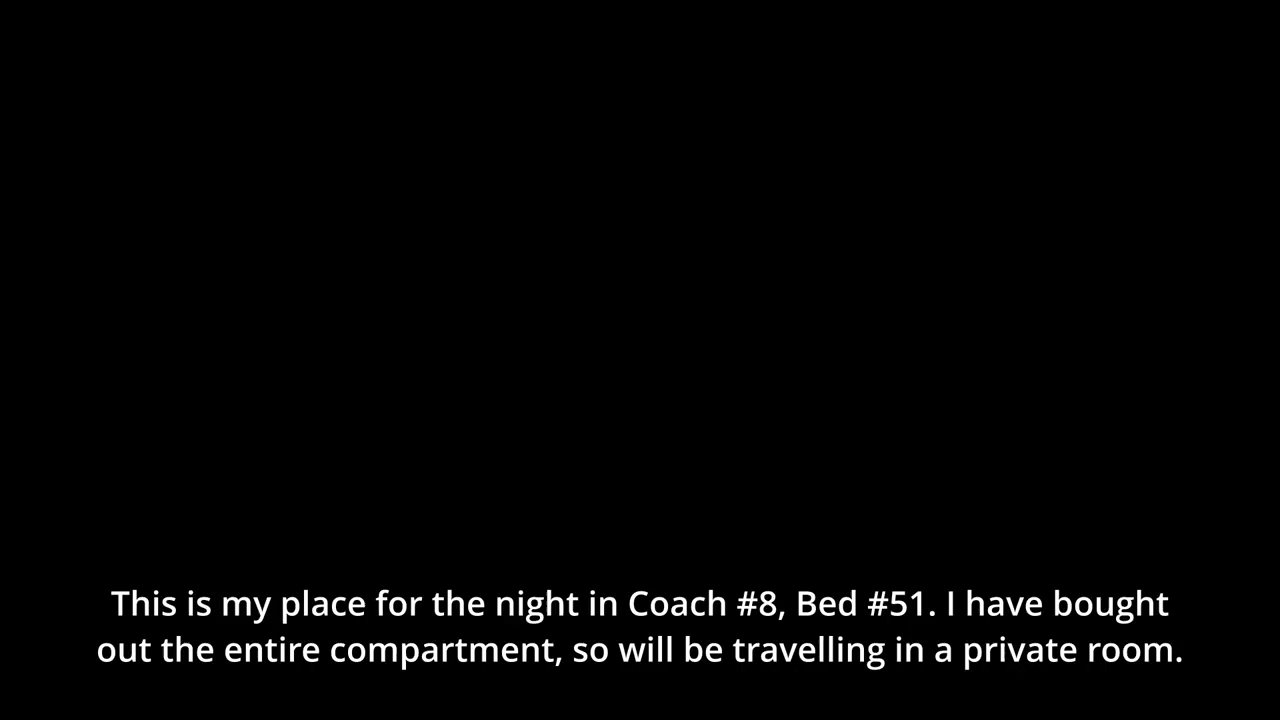 This is my place for the night in Coach #8, Bed #51. I have bought
out the entire compartment, so will be travelling in a private room.